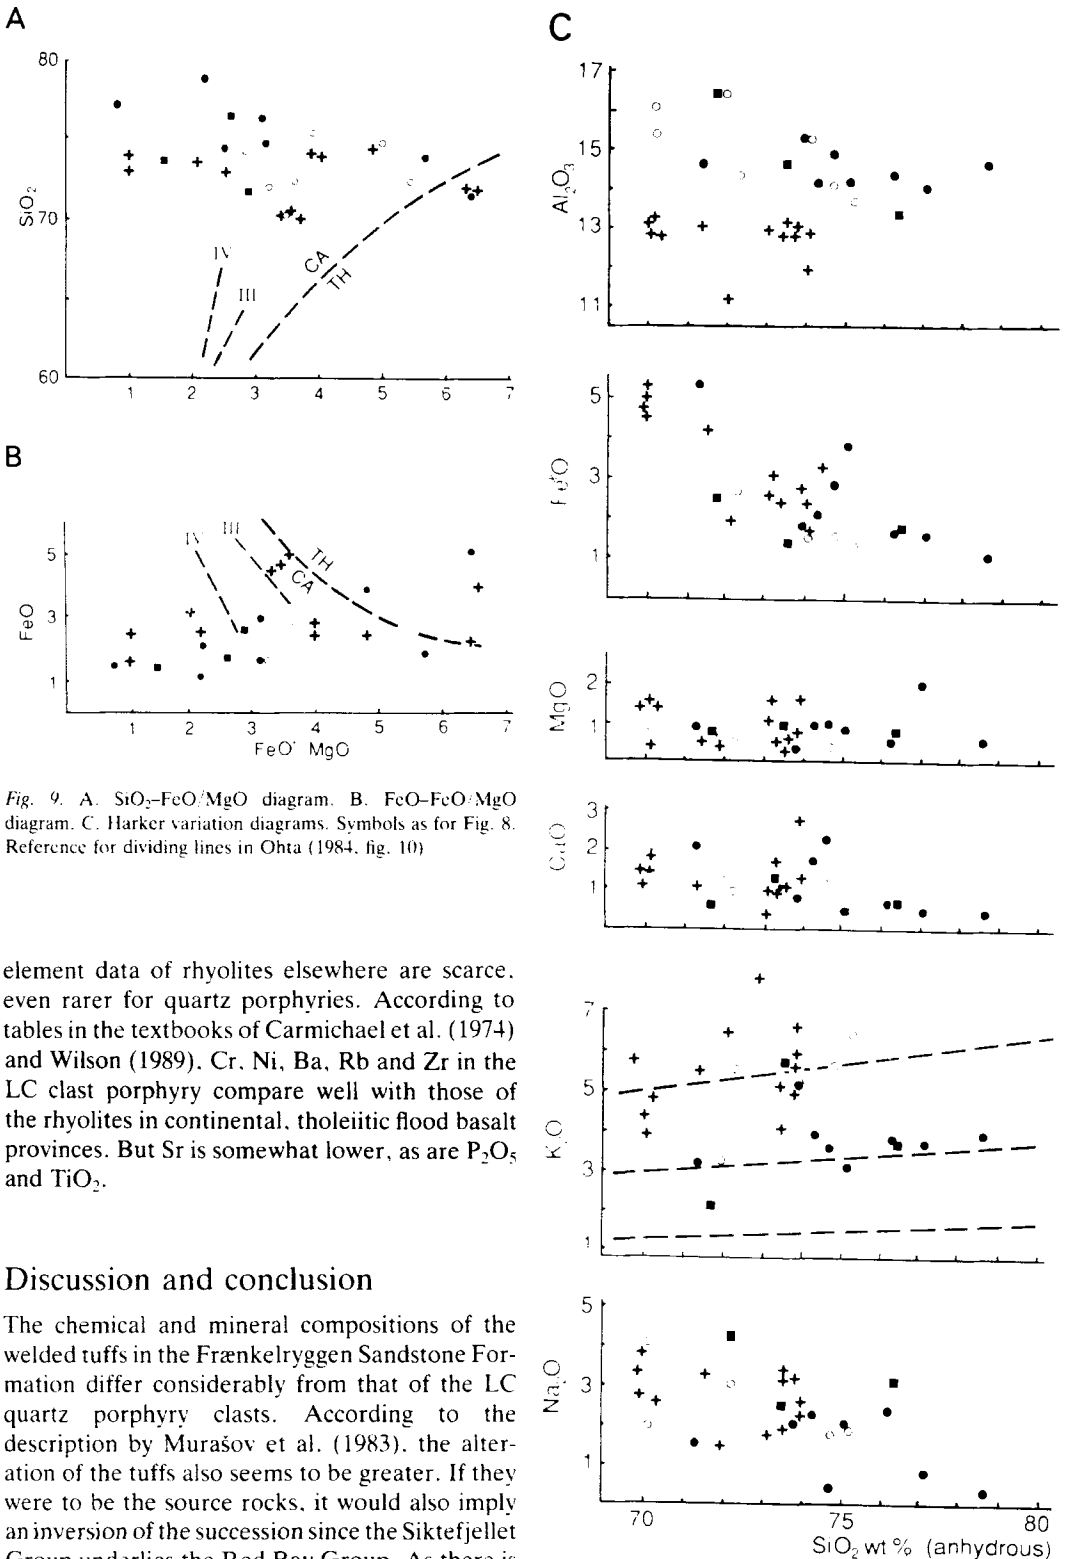 A
80
SiO2
70
60
IV
III
CA
TH
1 2 3 4 5 6 7
B
5
FeO
3
1
IV
III
TH
CA
1 2 3 4 5 6 7
FeO* MgO
Fig. 9. A. SiO2–FeO/MgO diagram. B. FeO–FeO/MgO
diagram. C. Harker variation diagrams. Symbols as for Fig. 8.
Reference for dividing lines in Ohta (1984, fig. 10)
element data of rhyolites elsewhere are scarce,
even rarer for quartz porphyries. According to
tables in the textbooks of Carmichael et al. (1974)
and Wilson (1989), Cr, Ni, Ba, Rb and Zr in the
LC clast porphyry compare well with those of
the rhyolites in continental, tholeiitic flood basalt
provinces. But Sr is somewhat lower, as are P2O5
and TiO2.
Discussion and conclusion
The chemical and mineral compositions of the
welded tuffs in the Frænkelryggen Sandstone For-
mation differ considerably from that of the LC
quartz porphyry clasts. According to the
description by Murašov et al. (1983), the alter-
ation of the tuffs also seems to be greater. If they
were to be the source rocks, it would also imply
an inversion of the succession since the Siktefjellet
Group underlies the Red Bay Group. As there is
C
17
15
Al2O3
13
11
5
3
FeO
1
2
MgO
1
3
2
CaO
1
7
5
K2O
3
1
5
3
Na2O
1
70 75 80
SiO2 wt % (anhydrous)